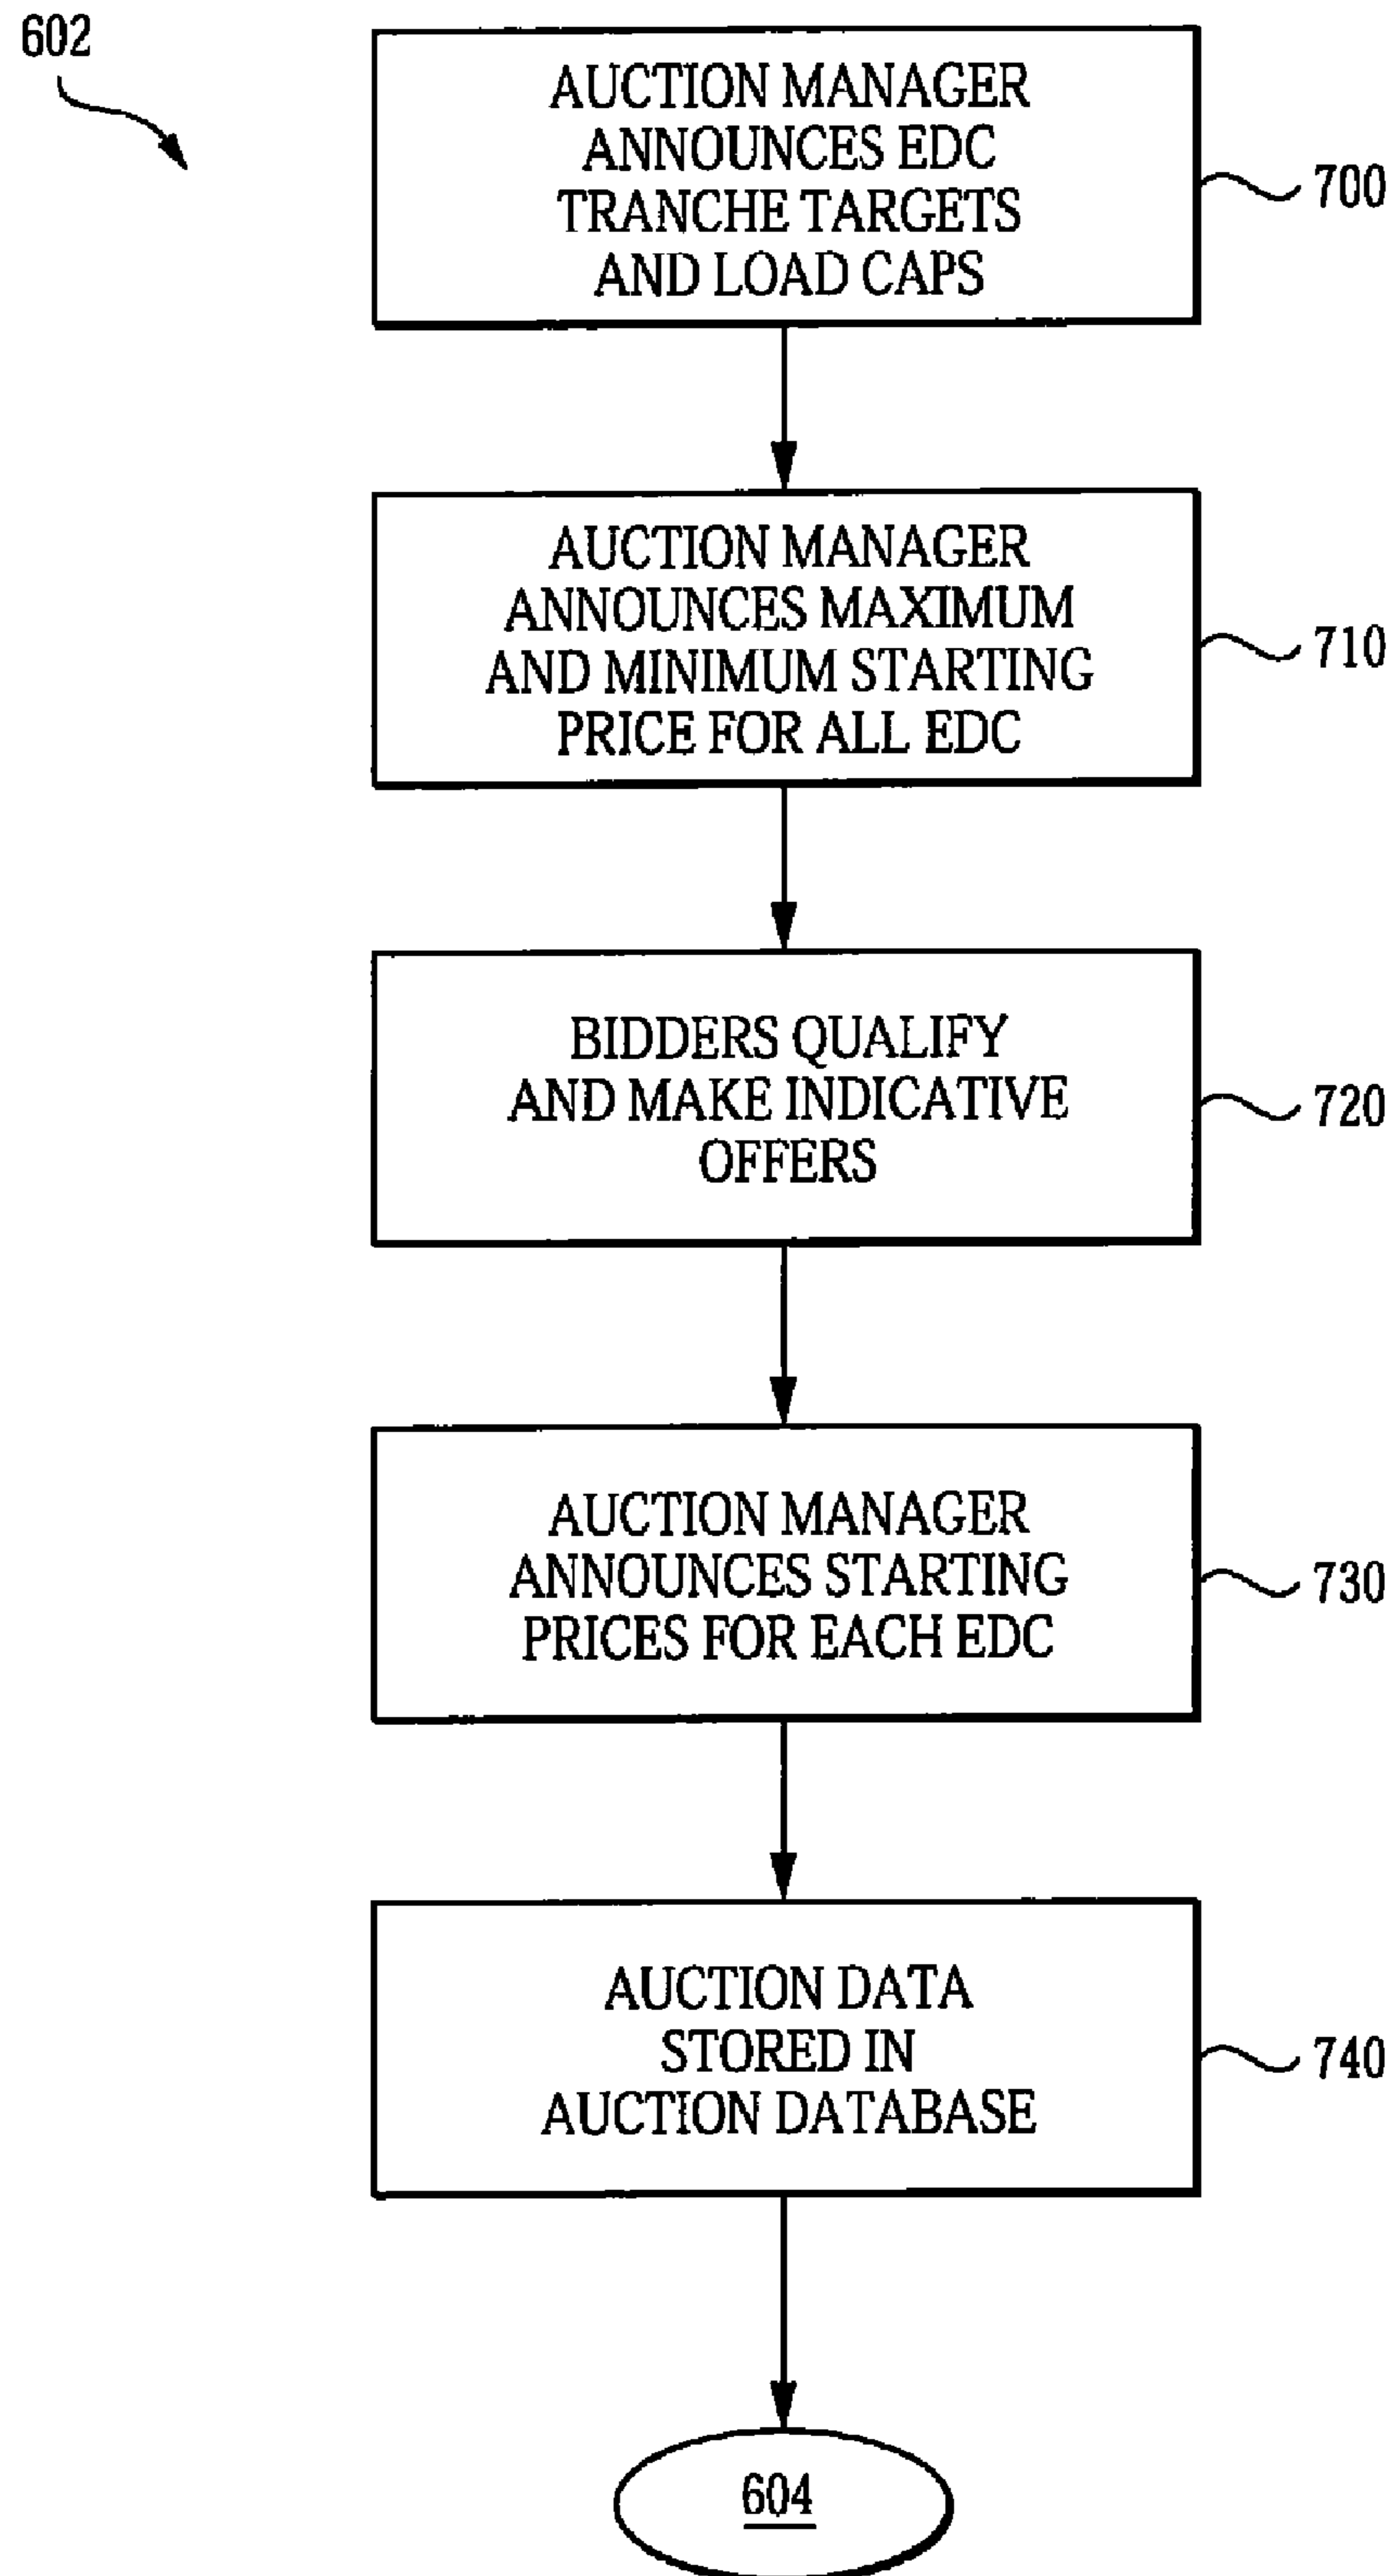 602
AUCTION MANAGER
ANNOUNCES EDC
TRANCHE TARGETS
AND LOAD CAPS
700
AUCTION MANAGER
ANNOUNCES MAXIMUM
AND MINIMUM STARTING
PRICE FOR ALL EDC
710
BIDDERS QUALIFY
AND MAKE INDICATIVE
OFFERS
720
AUCTION MANAGER
ANNOUNCES STARTING
PRICES FOR EACH EDC
730
AUCTION DATA
STORED IN
AUCTION DATABASE
740
604